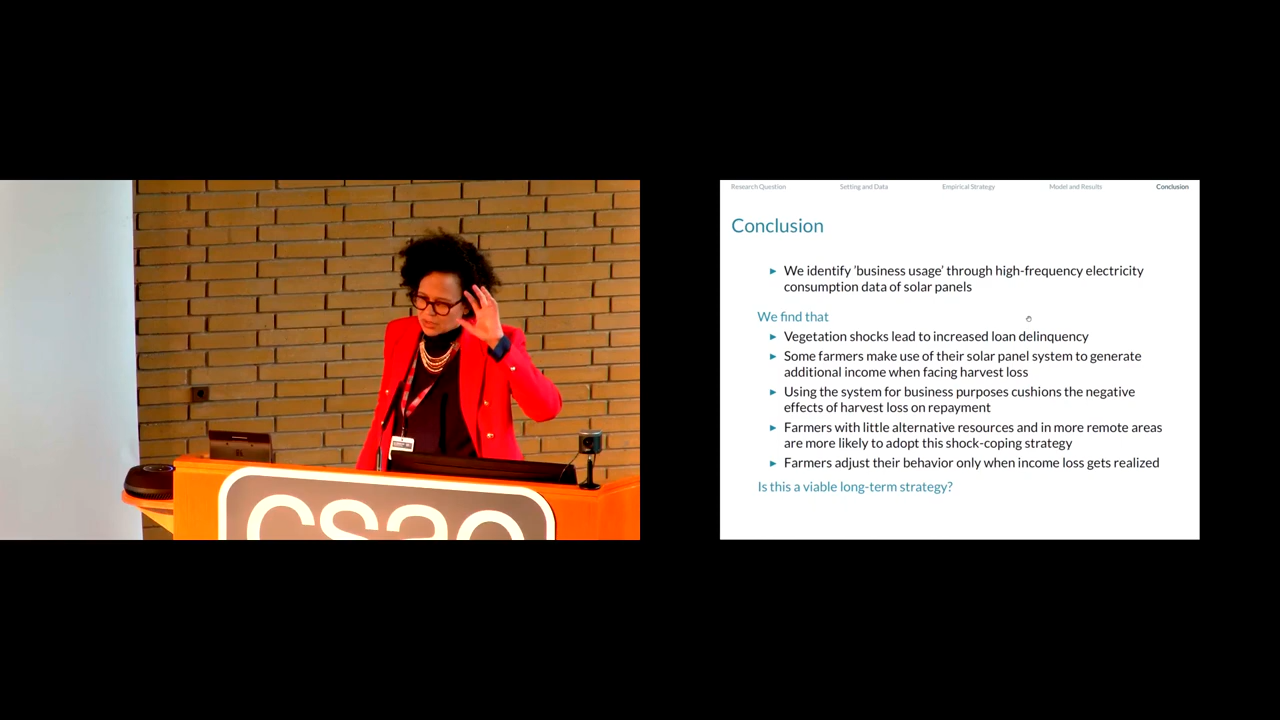 csae
Research Question
Setting and Data
Empirical Strategy
Model and Results
Conclusion
Conclusion
► We identify 'business usage' through high-frequency electricity
consumption data of solar panels
We find that
► Vegetation shocks lead to increased loan delinquency
► Some farmers make use of their solar panel system to generate
additional income when facing harvest loss
► Using the system for business purposes cushions the negative
effects of harvest loss on repayment
► Farmers with little alternative resources and in more remote areas
are more likely to adopt this shock-coping strategy
► Farmers adjust their behavior only when income loss gets realized
Is this a viable long-term strategy?